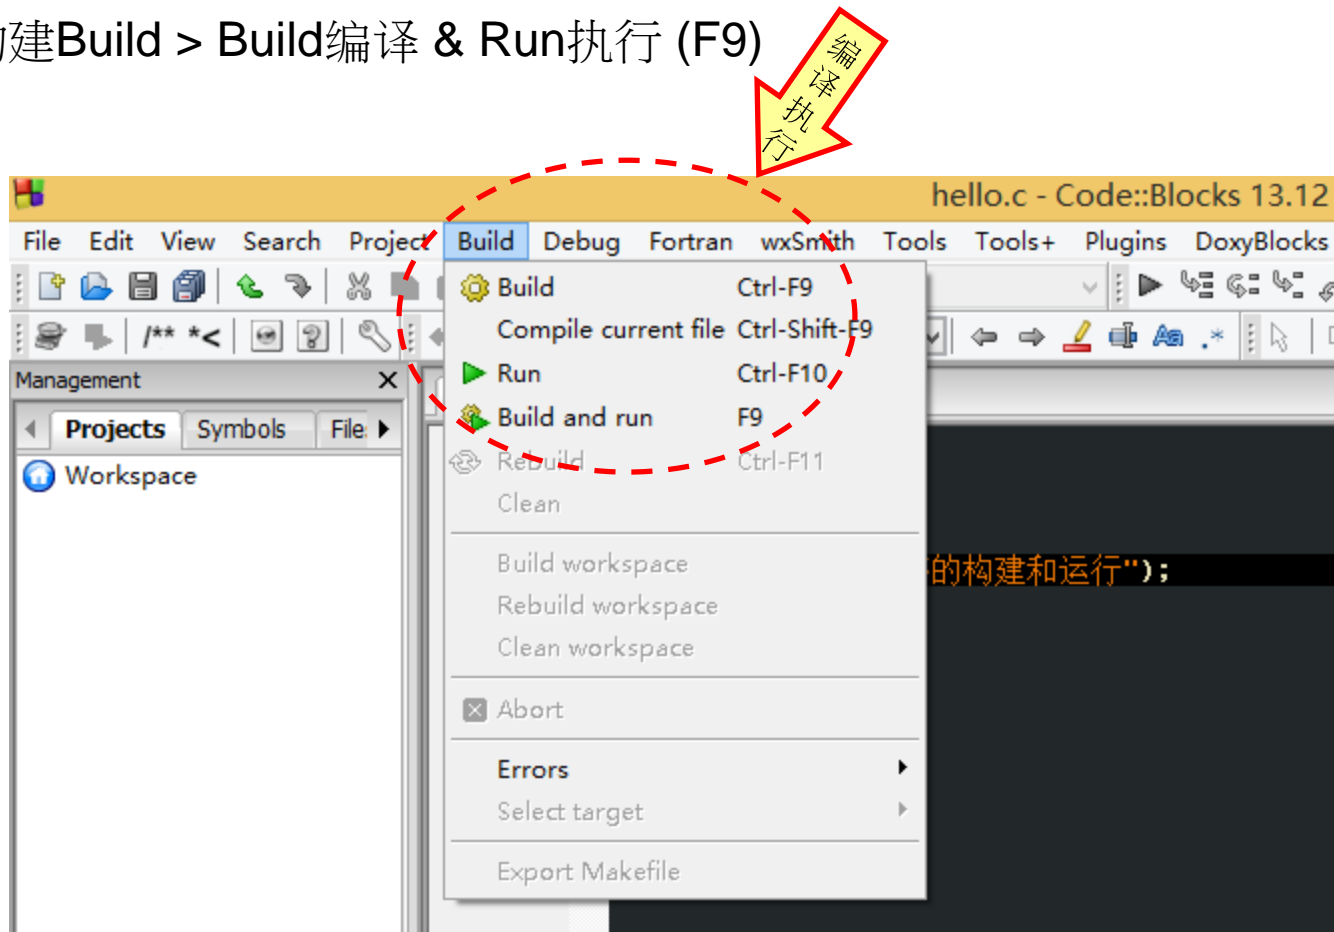 建Build > Build编译 & Run执行 (F9)
编译执行
hello.c - Code::Blocks 13.12
File Edit View Search Project Build Debug Fortran wxSmith Tools Tools+ Plugins DoxyBlocks
Build Ctrl-F9
Compile current file Ctrl-Shift-F9
/** *<
Aa .*
Run Ctrl-F10
Management
Build and run F9
Projects Symbols File
Rebuild Ctrl-F11
Workspace
Clean
Build workspace
的构建和运行");
Rebuild workspace
Clean workspace
Abort
Errors
Select target
Export Makefile